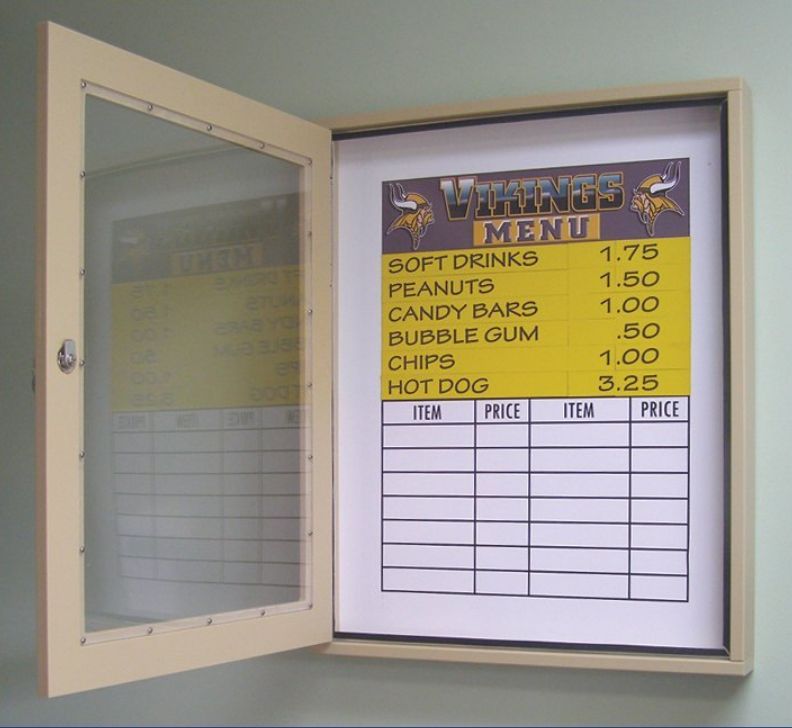 VIKINGS
MENU
SOFT DRINKS 1.75
PEANUTS 1.50
CANDY BARS 1.00
BUBBLE GUM .50
CHIPS 1.00
HOT DOG 3.25
ITEM PRICE ITEM PRICE